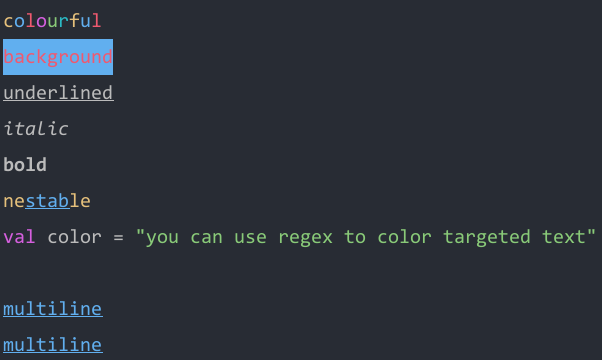 colourful
background
underlined
italic
bold
nestable
val color = "you can use regex to color targeted text"
multiline
multiline